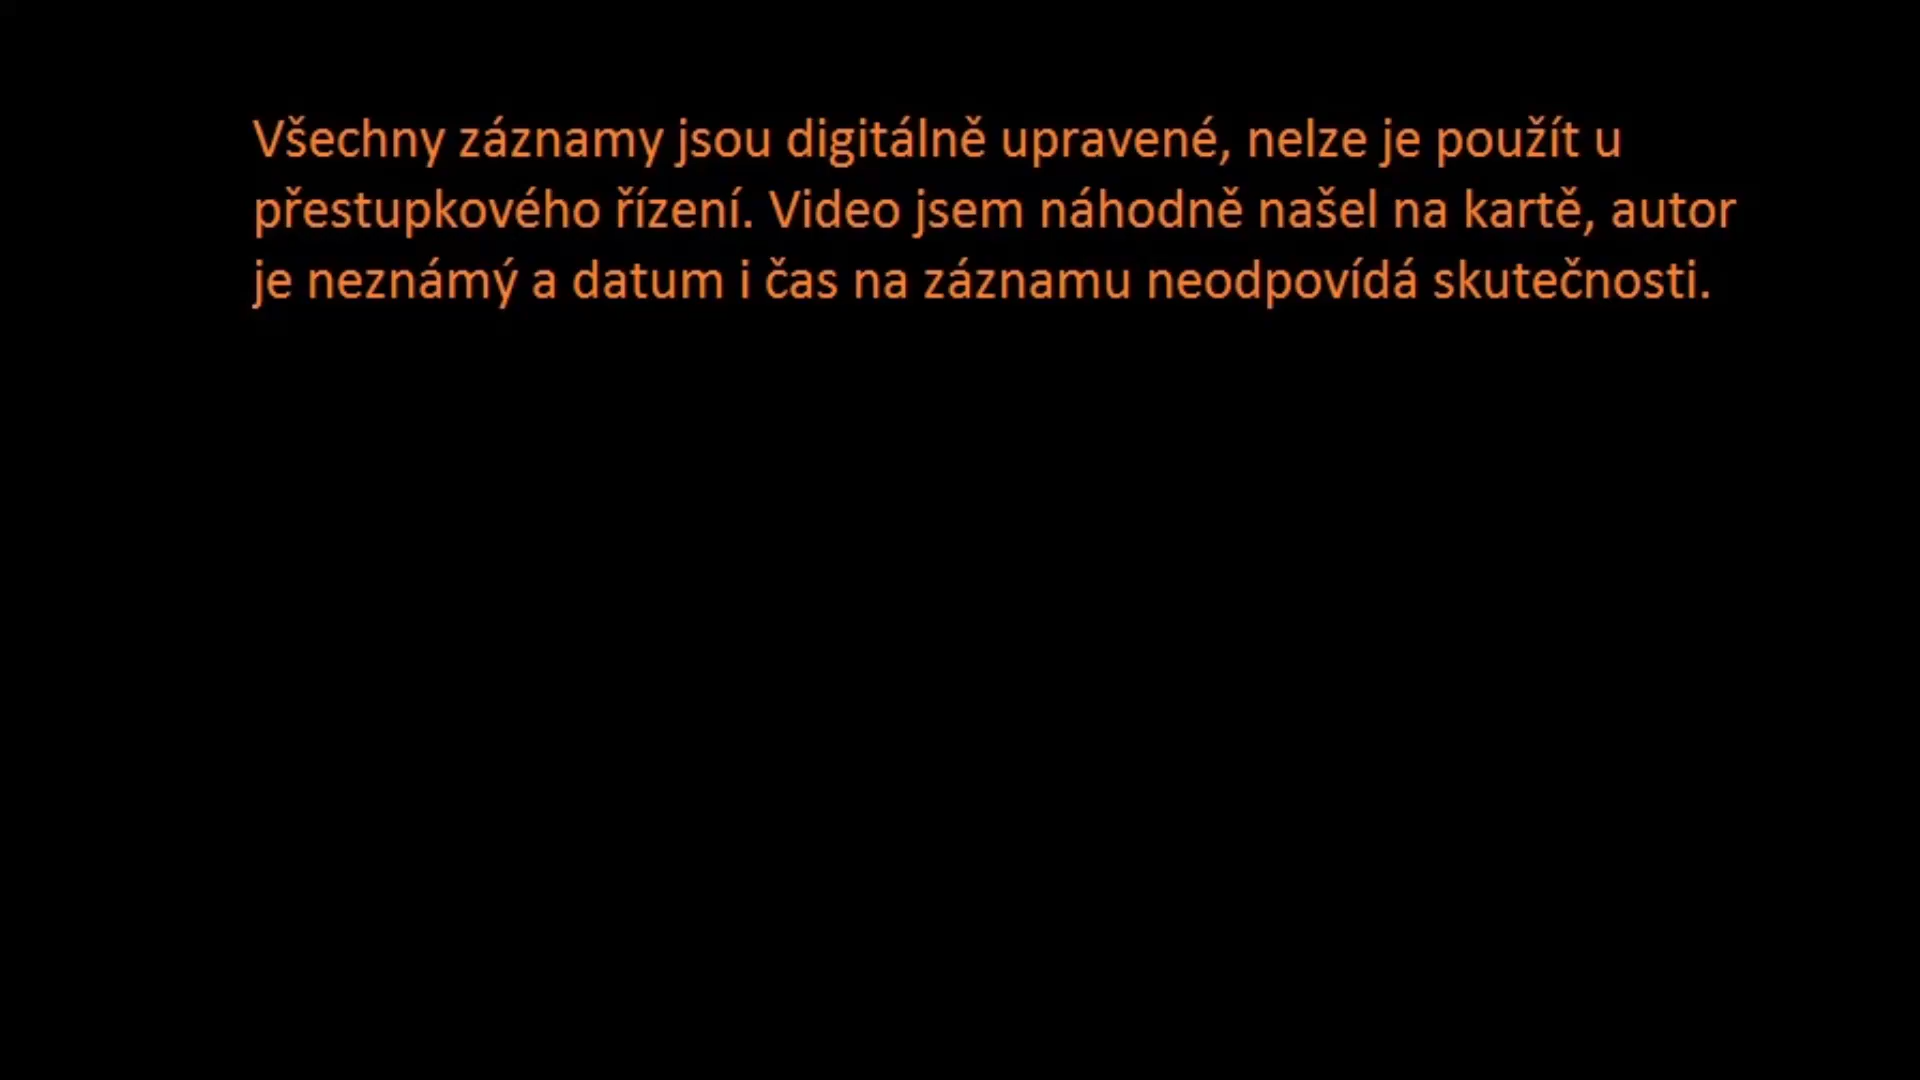 Všechny záznamy jsou digitálně upravené, nelze je použít u
přestupkového řízení. Video jsem náhodně našel na kartě, autor
je neznámý a datum i čas na záznamu neodpovídá skutečnosti.